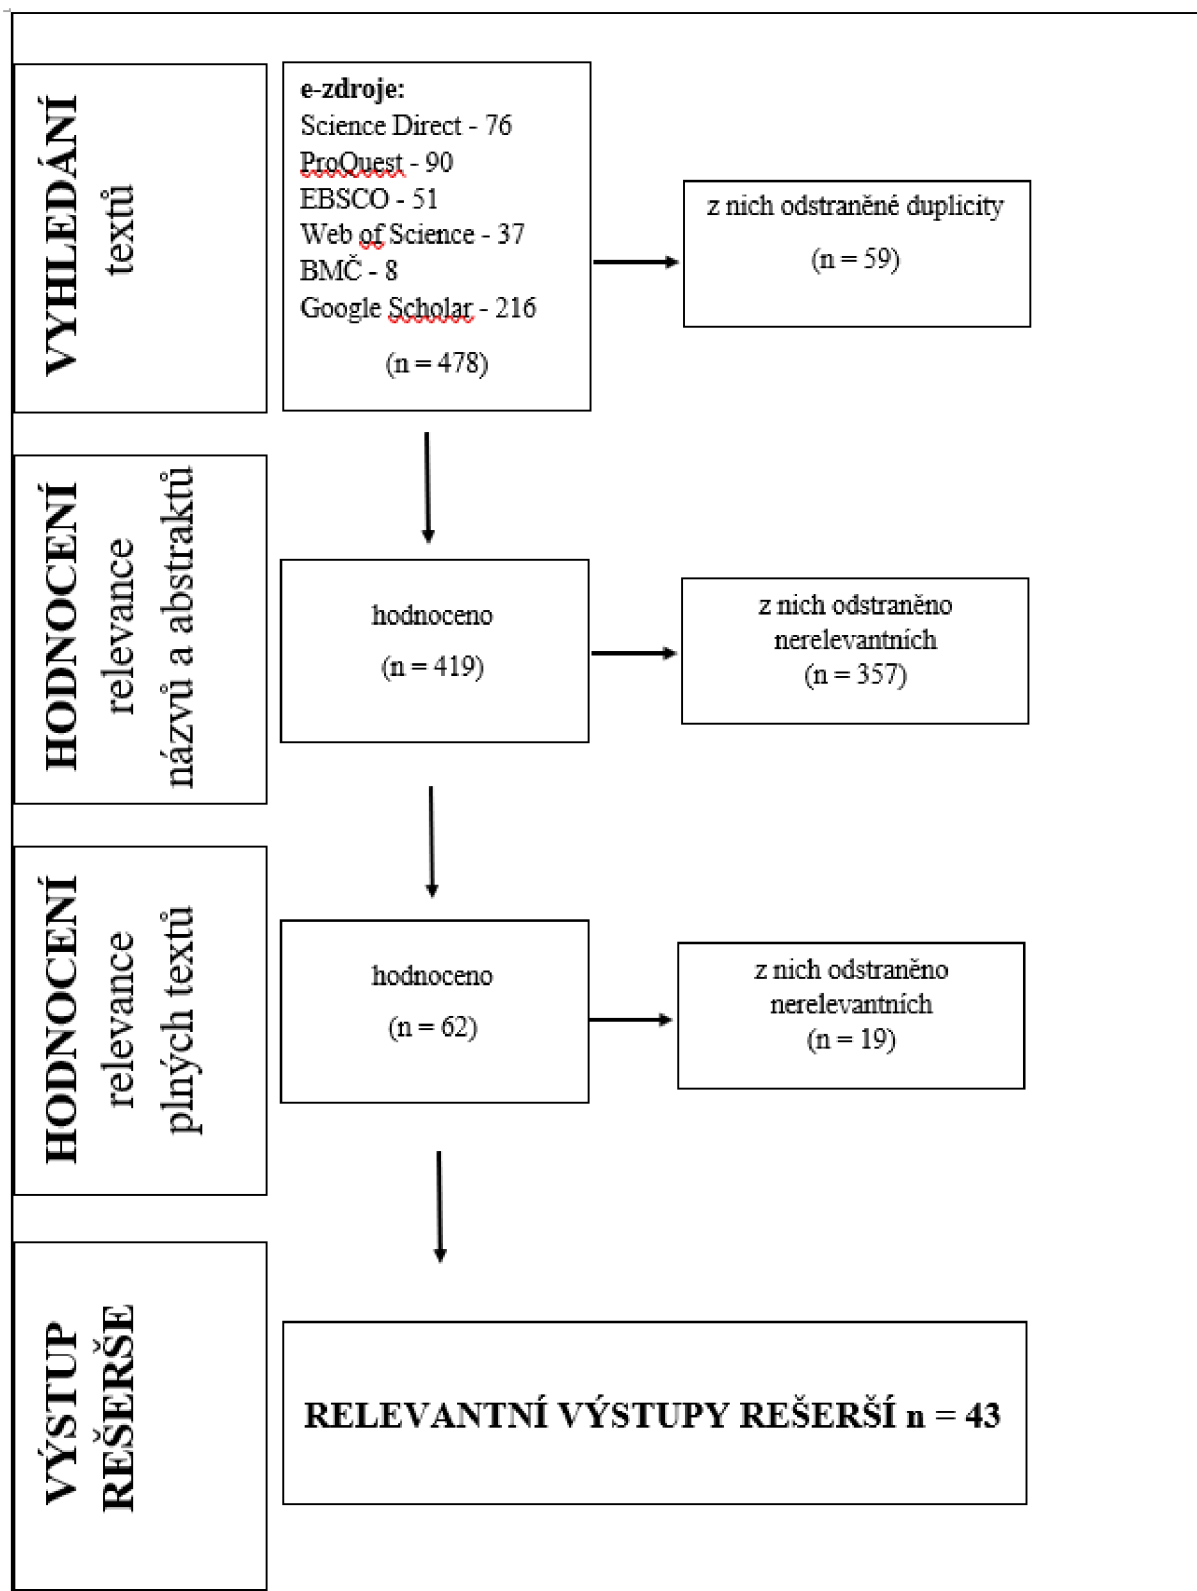 VYHLEDÁNÍ
textů
e-zdroje:
Science Direct - 76
ProQuest - 90
EBSCO - 51
Web of Science - 37
BMČ - 8
Google Scholar - 216
(n = 478)
z nich odstraněné duplicity
(n = 59)
HODNOCENÍ
relevance
názvů a abstraktů
hodnoceno
(n = 419)
z nich odstraněno
nerelevantních
(n = 357)
HODNOCENÍ
relevance
plných textů
hodnoceno
(n = 62)
z nich odstraněno
nerelevantních
(n = 19)
VÝSTUP
REŠERŠE
RELEVANTNÍ VÝSTUPY REŠERŠÍ n = 43